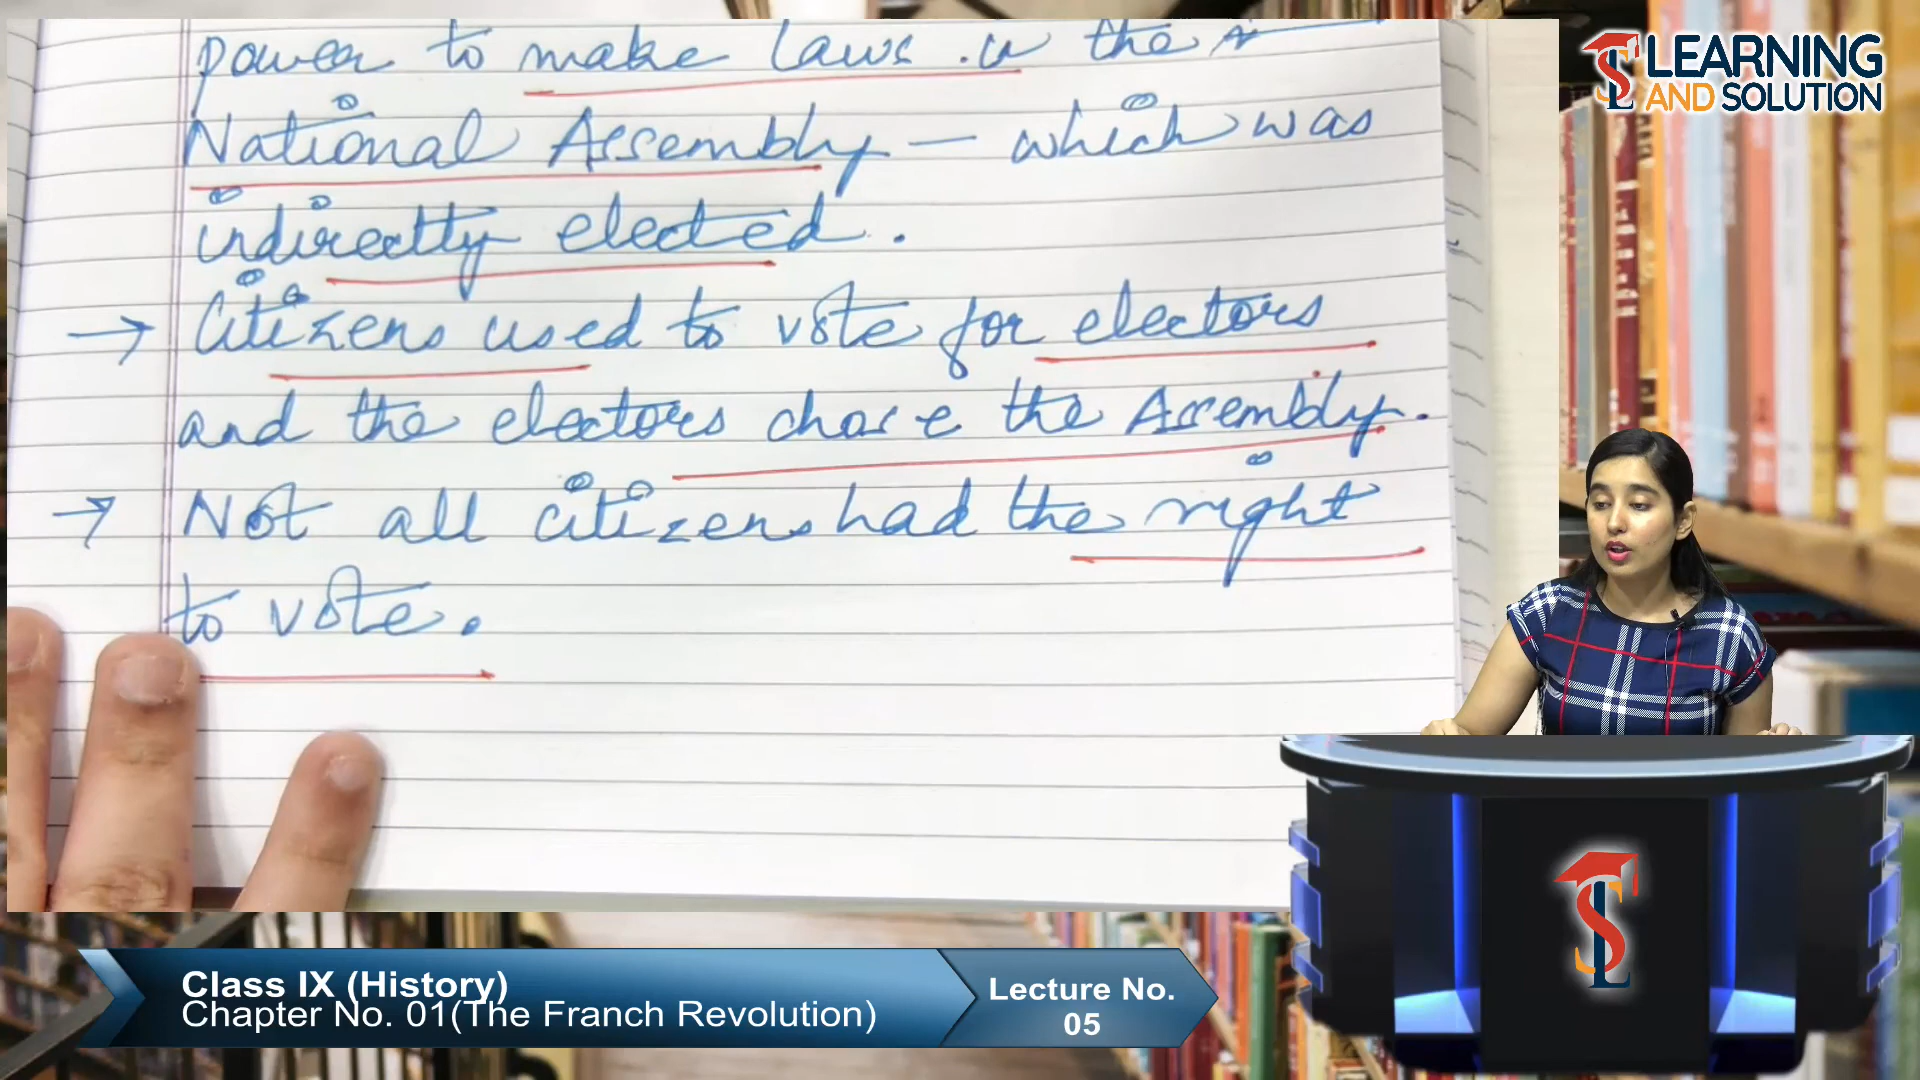 power to make laws in the
National Assembly — which was
indirectly elected.
→ Citizens used to vote for electors
and the electors chose the Assembly.
→ Not all citizens had the right
to vote.
LEARNING
AND SOLUTION
Class IX (History)
Chapter No. 01(The Franch Revolution)
Lecture No.
05